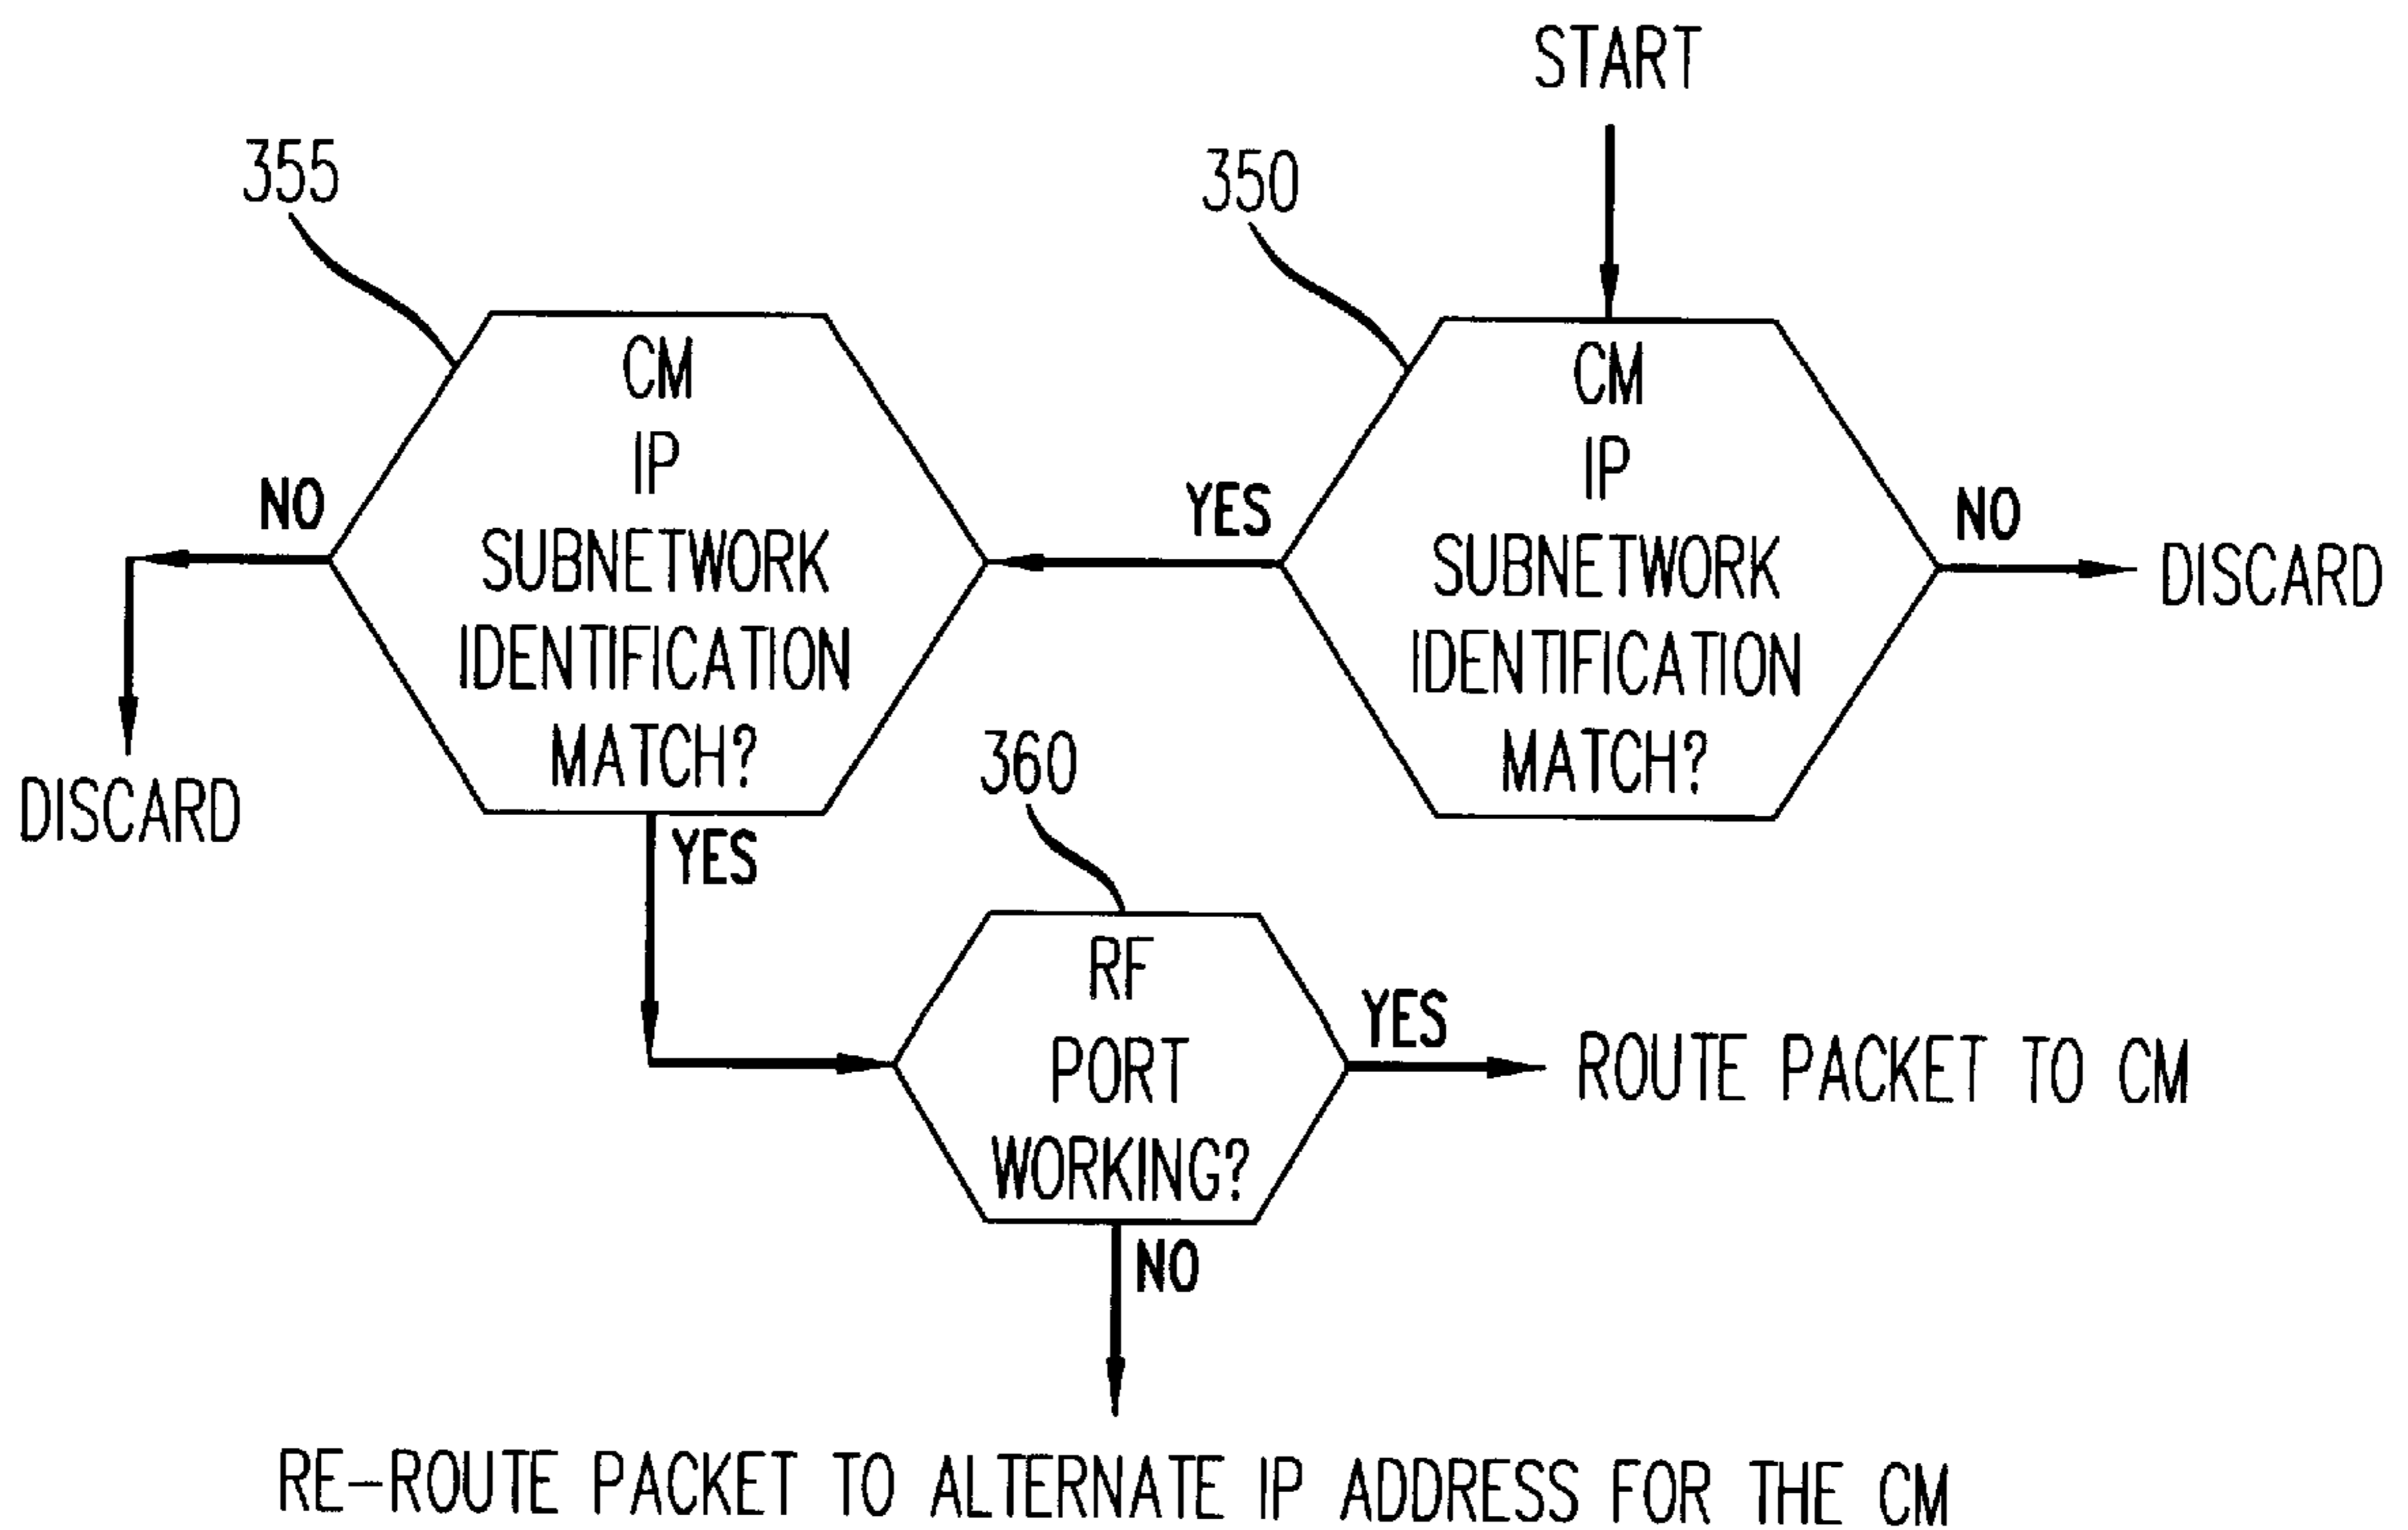 START
355
350
CM
IP
SUBNETWORK
IDENTIFICATION
MATCH?
NO
DISCARD
YES
CM
IP
SUBNETWORK
IDENTIFICATION
MATCH?
NO
DISCARD
YES
360
RF
PORT
WORKING?
YES
ROUTE PACKET TO CM
NO
RE-ROUTE PACKET TO ALTERNATE IP ADDRESS FOR THE CM